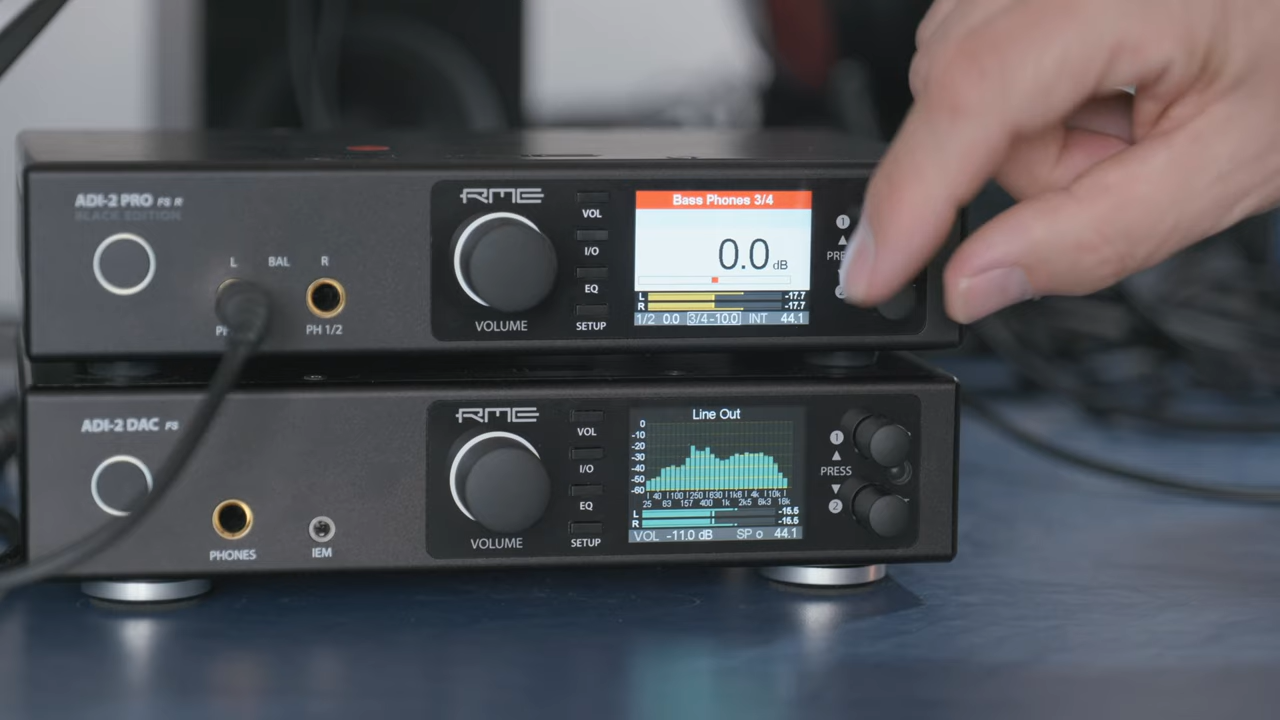 ADI-2 PRO FS R
BLACK EDITION
L BAL R
PH 1/2
RME
VOLUME
VOL
I/O
EQ
SETUP
Bass Phones 3/4
0.0 dB
L -17.7
R -17.7
1/2 0.0 3/4 -10.0 INT 44.1
1
2
ADI-2 DAC FS
PHONES
IEM
RME
VOLUME
VOL
I/O
EQ
SETUP
Line Out
0
-10
-20
-30
-40
-50
-60
40 100 250 630 1k6 4k 10k
25 63 157 400 1k 2k5 6k3 16k
L -15.5
R -15.5
VOL -11.0 dB SP o 44.1
1
PRESS
2